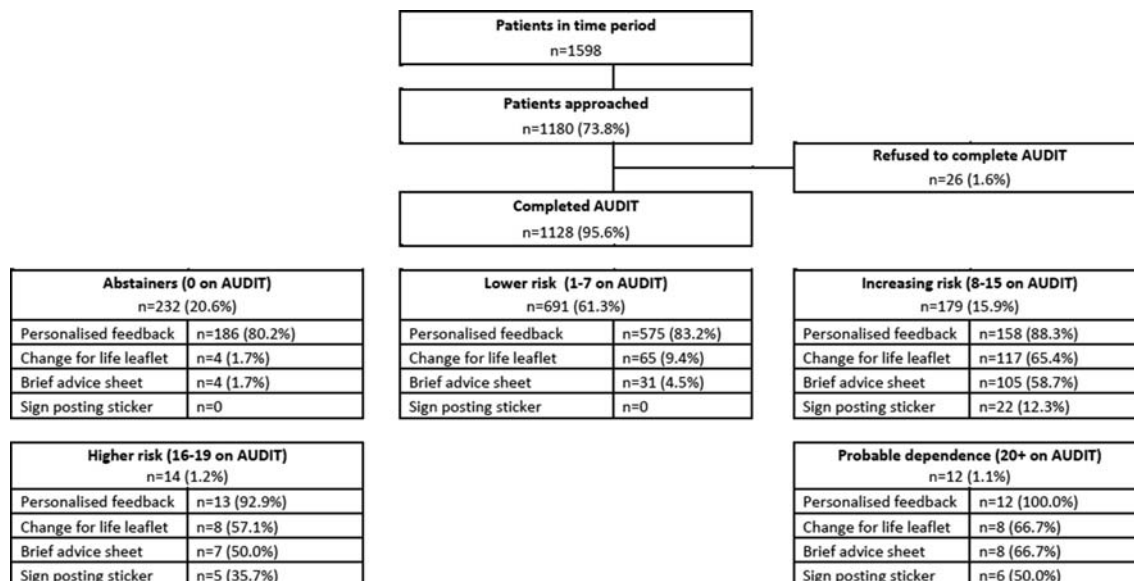 Patients in time period
n=1598
Patients approached
n=1180 (73.8%)
Refused to complete AUDIT
n=26 (1.6%)
Completed AUDIT
n=1128 (95.6%)
Abstainers (0 on AUDIT)
n=232 (20.6%)
Personalised feedback n=186 (80.2%)
Change for life leaflet n=4 (1.7%)
Brief advice sheet n=4 (1.7%)
Sign posting sticker n=0
Lower risk (1-7 on AUDIT)
n=691 (61.3%)
Personalised feedback n=575 (83.2%)
Change for life leaflet n=65 (9.4%)
Brief advice sheet n=31 (4.5%)
Sign posting sticker n=0
Increasing risk (8-15 on AUDIT)
n=179 (15.9%)
Personalised feedback n=158 (88.3%)
Change for life leaflet n=117 (65.4%)
Brief advice sheet n=105 (58.7%)
Sign posting sticker n=22 (12.3%)
Higher risk (16-19 on AUDIT)
n=14 (1.2%)
Personalised feedback n=13 (92.9%)
Change for life leaflet n=8 (57.1%)
Brief advice sheet n=7 (50.0%)
Sign posting sticker n=5 (35.7%)
Probable dependence (20+ on AUDIT)
n=12 (1.1%)
Personalised feedback n=12 (100.0%)
Change for life leaflet n=8 (66.7%)
Brief advice sheet n=8 (66.7%)
Sign posting sticker n=6 (50.0%)